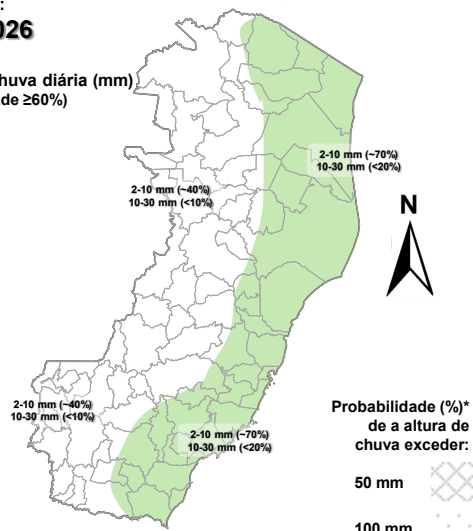 :
026
huva diária (mm)
de ≥60%)
2-10 mm (~70%)
10-30 mm (<20%)
2-10 mm (~40%)
10-30 mm (<10%)
N
2-10 mm (~40%)
10-30 mm (<10%)
2-10 mm (~70%)
10-30 mm (<20%)
Probabilidade (%)*
de a altura de
chuva exceder:
50 mm
100 mm